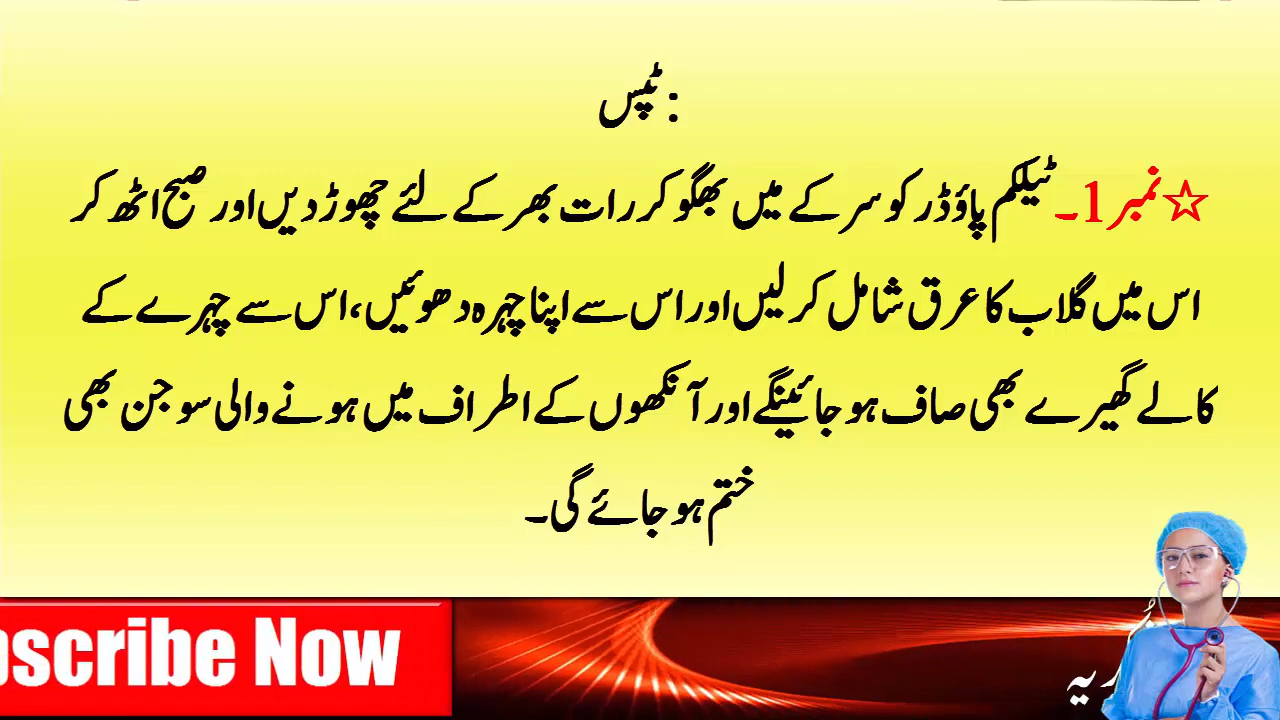 ٹپس :
☆نمبر1۔ ٹیلکم پاؤڈر کو سرکے میں بھگو کر رات بھر کے لئے چھوڑ دیں اور صبح اٹھ کر
اس میں گلاب کا عرق شامل کر لیں اور اس سے اپنا چہرہ دھوئیں، اس سے چہرے کے
کالے گھیرے بھی صاف ہو جائینگے اور آنکھوں کے اطراف میں ہونے والی سوجن بھی
ختم ہو جائے گی۔
bscribe Now